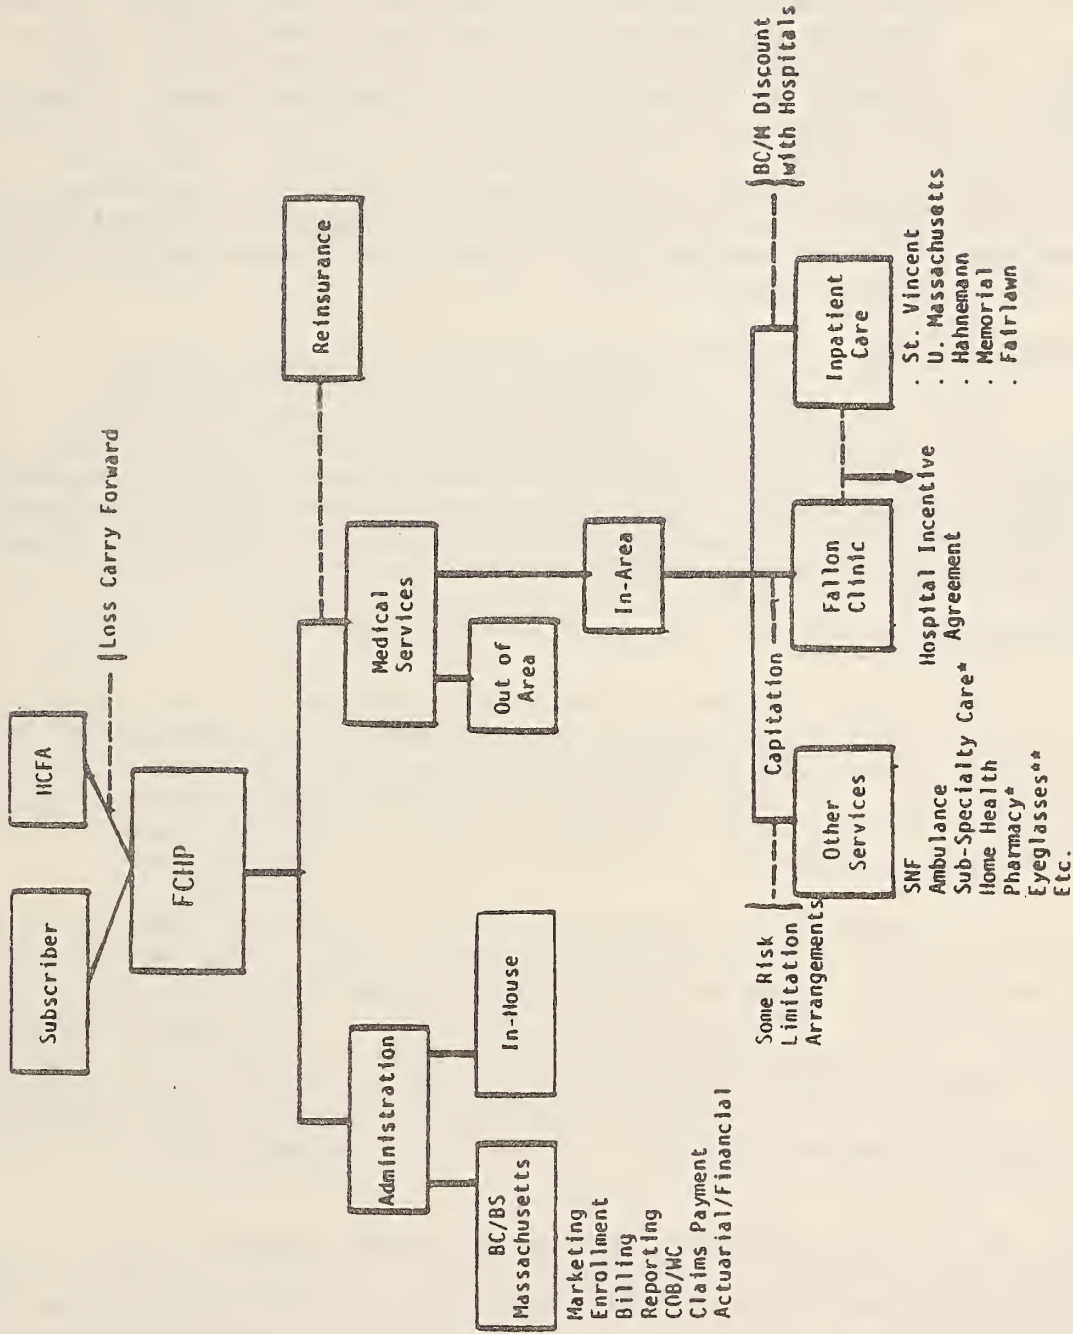 Subscriber
HCFA
Loss Carry Forward
FCHP
Reinsurance
Administration
Medical
Services
BC/BS
Massachusetts
In-House
Out of
Area
Marketing
Enrollment
Billing
Reporting
COB/WC
Claims Payment
Actuarial/Financial
In-Area
Some Risk
Limitation
Arrangements
Capitation
BC/M Discount
with Hospitals
Other
Services
Fallon
Clinic
Inpatient
Care
SNF
Ambulance
Sub-Specialty Care*
Home Health
Pharmacy*
Eyeglasses**
Etc.
Hospital Incentive
Agreement
. St. Vincent
. U. Massachusetts
. Hahnemann
. Memorial
. Fairlawn